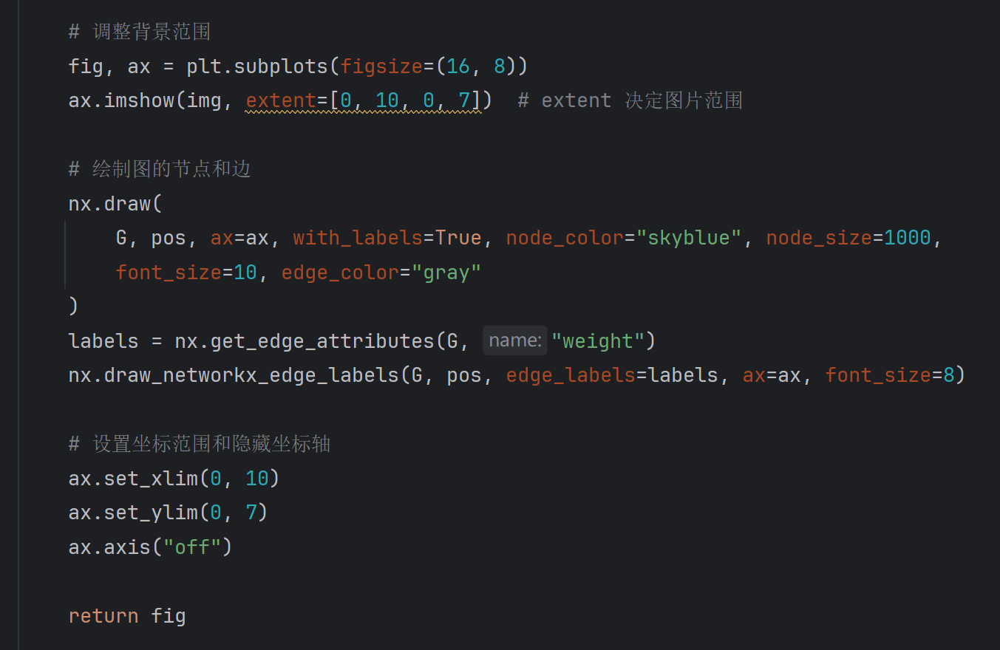 # 调整背景范围
fig, ax = plt.subplots(figsize=(16, 8))
ax.imshow(img, extent=[0, 10, 0, 7])  # extent 决定图片范围
# 绘制图的节点和边
nx.draw(
    G, pos, ax=ax, with_labels=True, node_color="skyblue", node_size=1000,
    font_size=10, edge_color="gray"
)
labels = nx.get_edge_attributes(G, name: "weight")
nx.draw_networkx_edge_labels(G, pos, edge_labels=labels, ax=ax, font_size=8)
# 设置坐标范围和隐藏坐标轴
ax.set_xlim(0, 10)
ax.set_ylim(0, 7)
ax.axis("off")
return fig